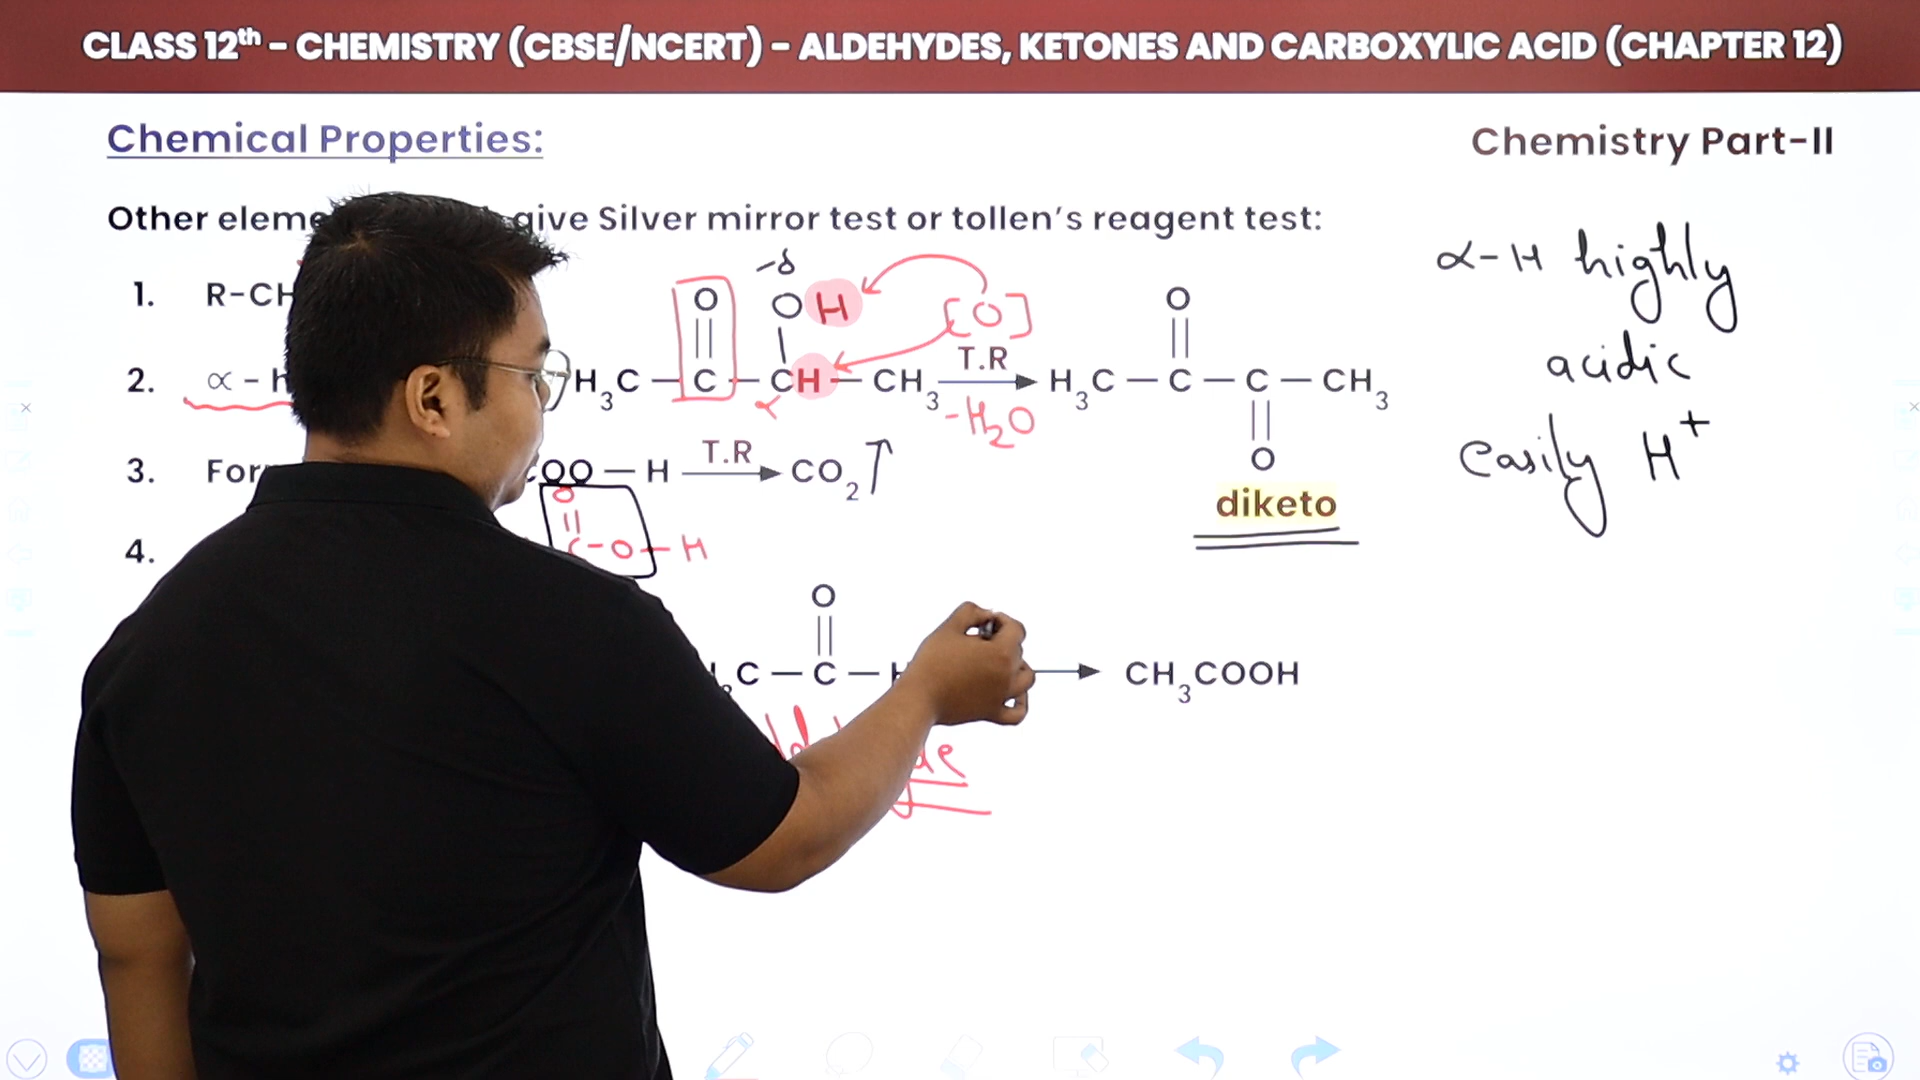 CLASS 12th – CHEMISTRY (CBSE/NCERT) – ALDEHYDES, KETONES AND CARBOXYLIC ACID (CHAPTER 12)
Chemical Properties:
Chemistry Part-II
Other give Silver mirror test or tollen's reagent test:
1. R-CH
-δ
O OH [O] O
2. ∝ - H₃C — C — CH — CH₃ T.R → H₃C — C — C — CH₃
α -H₂O
O
diketo
3. OO — H T.R → CO₂↑
O
C-O-H
4.
O
C — C — → CH₃COOH
α-H highly
acidic
Easily H⁺